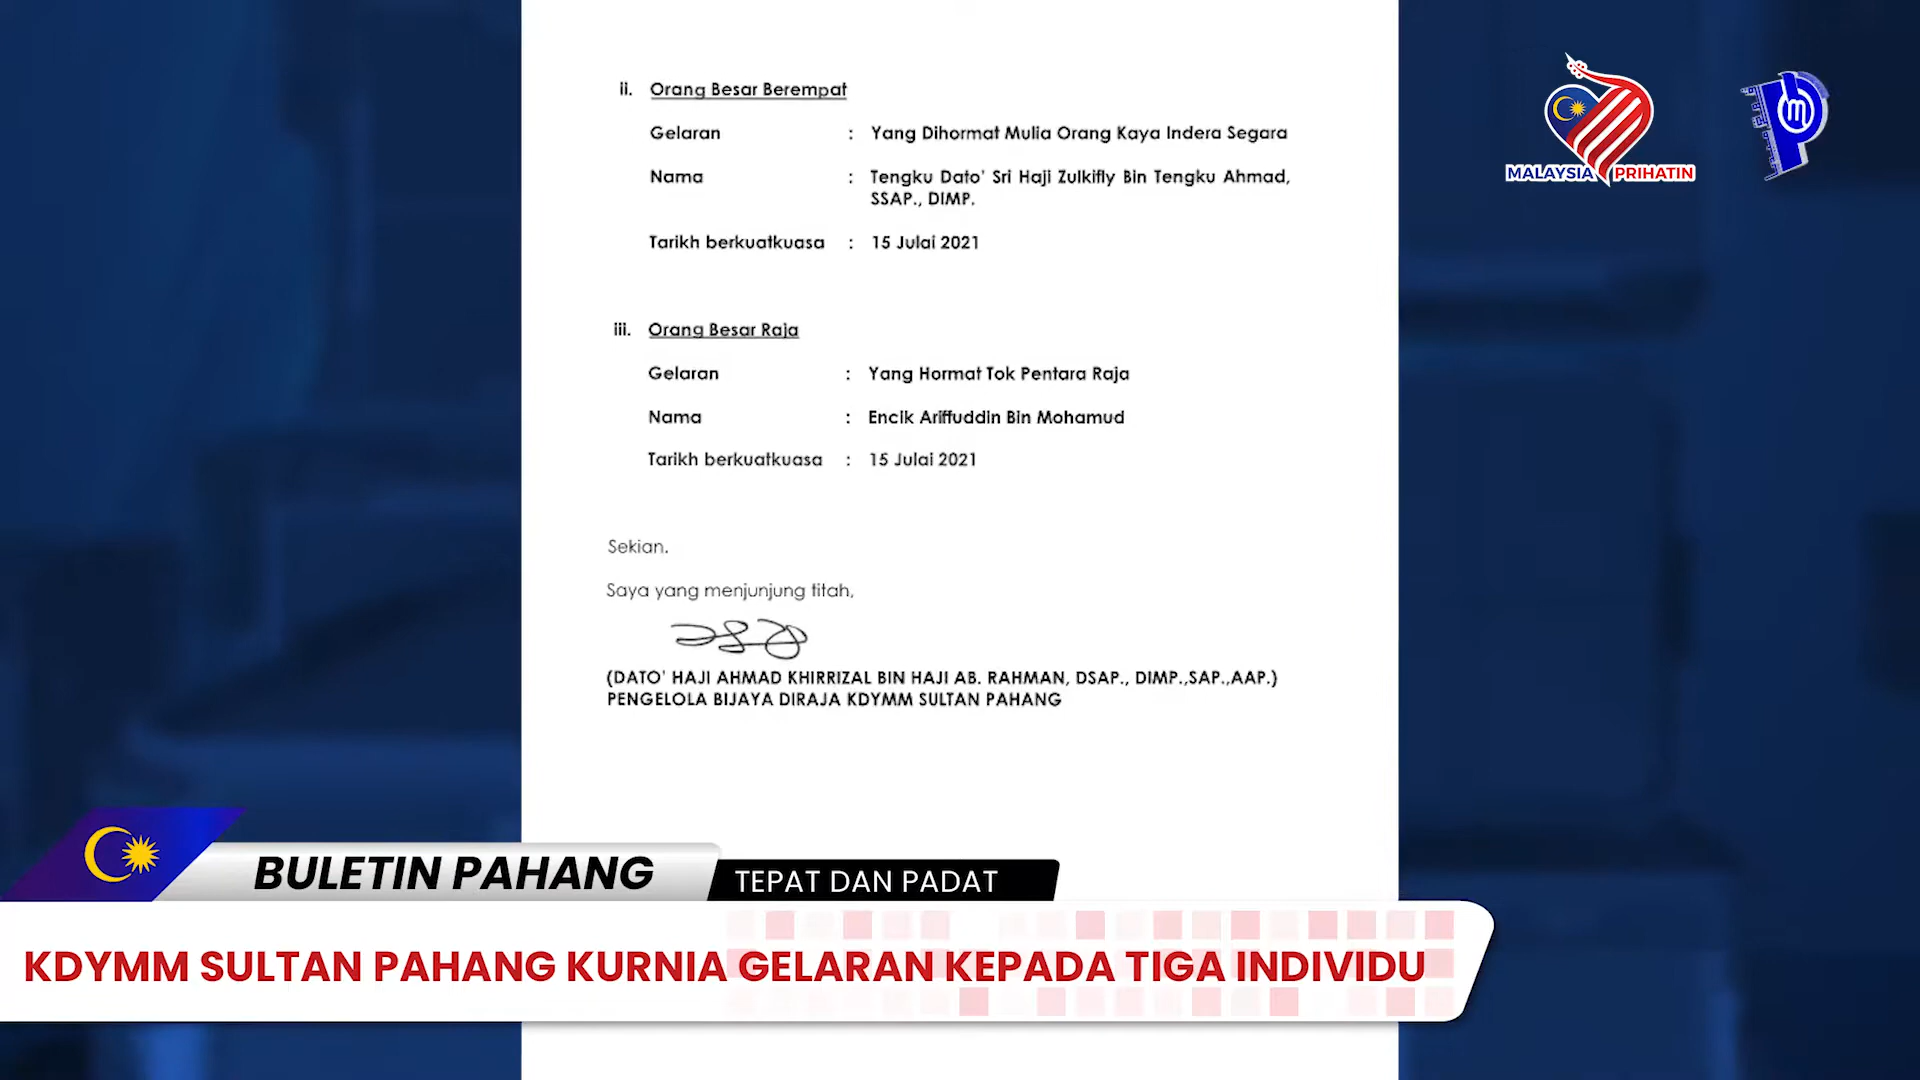 ii. Orang Besar Berempat
Gelaran : Yang Dihormat Mulia Orang Kaya Indera Segara
Nama : Tengku Dato' Sri Haji Zulkifly Bin Tengku Ahmad,
SSAP., DIMP.
Tarikh berkuatkuasa : 15 Julai 2021
iii. Orang Besar Raja
Gelaran : Yang Hormat Tok Pentara Raja
Nama : Encik Ariffuddin Bin Mohamud
Tarikh berkuatkuasa : 15 Julai 2021
Sekian.
Saya yang menjunjung titah,
(DATO' HAJI AHMAD KHIRRIZAL BIN HAJI AB. RAHMAN, DSAP., DIMP.,SAP.,AAP.)
PENGELOLA BIJAYA DIRAJA KDYMM SULTAN PAHANG
MALAYSIA PRIHATIN
BULETIN PAHANG
TEPAT DAN PADAT
KDYMM SULTAN PAHANG KURNIA GELARAN KEPADA TIGA INDIVIDU